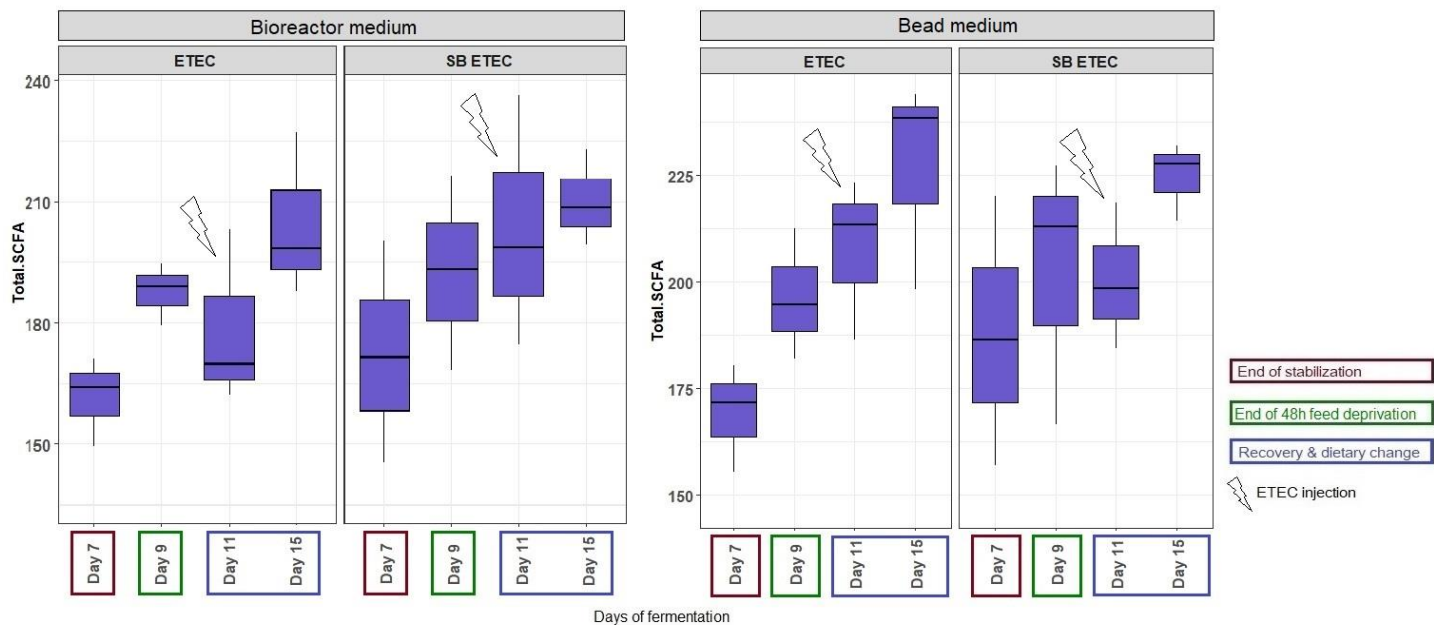 Bioreactor medium
Bead medium
ETEC
SB ETEC
ETEC
SB ETEC
Total.SCFA
240
210
180
150
Total.SCFA
225
200
175
150
Day 7
Day 9
Day 11
Day 15
Day 7
Day 9
Day 11
Day 15
Day 7
Day 9
Day 11
Day 15
Day 7
Day 9
Day 11
Day 15
Days of fermentation
End of stabilization
End of 48h feed deprivation
Recovery & dietary change
ETEC injection